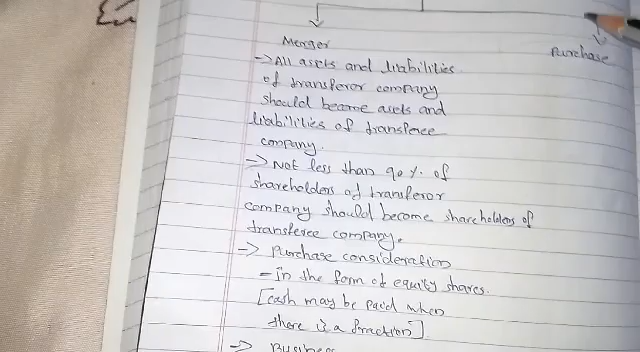 Merger
Purchase
→ All assets and liabilities
of transferor company
should become assets and
liabilities of transferee
company.
→ Not less than 90%. of
shareholders of transferor
company should become shareholders of
transferee company.
→ Purchase consideration
= in the form of equity shares.
[cash may be paid when
there is a fraction]
→ Business